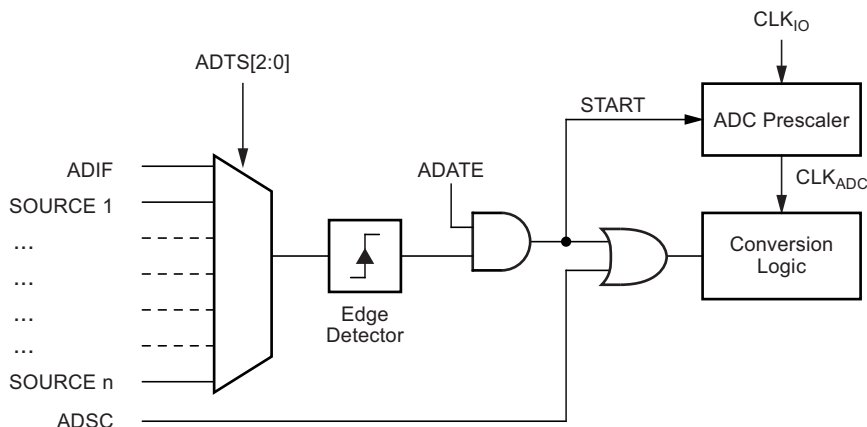 CLK_IO
ADTS[2:0]
START
ADC Prescaler
ADIF
ADATE
CLK_ADC
SOURCE 1
...
...
...
...
Conversion
Logic
Edge
Detector
SOURCE n
ADSC